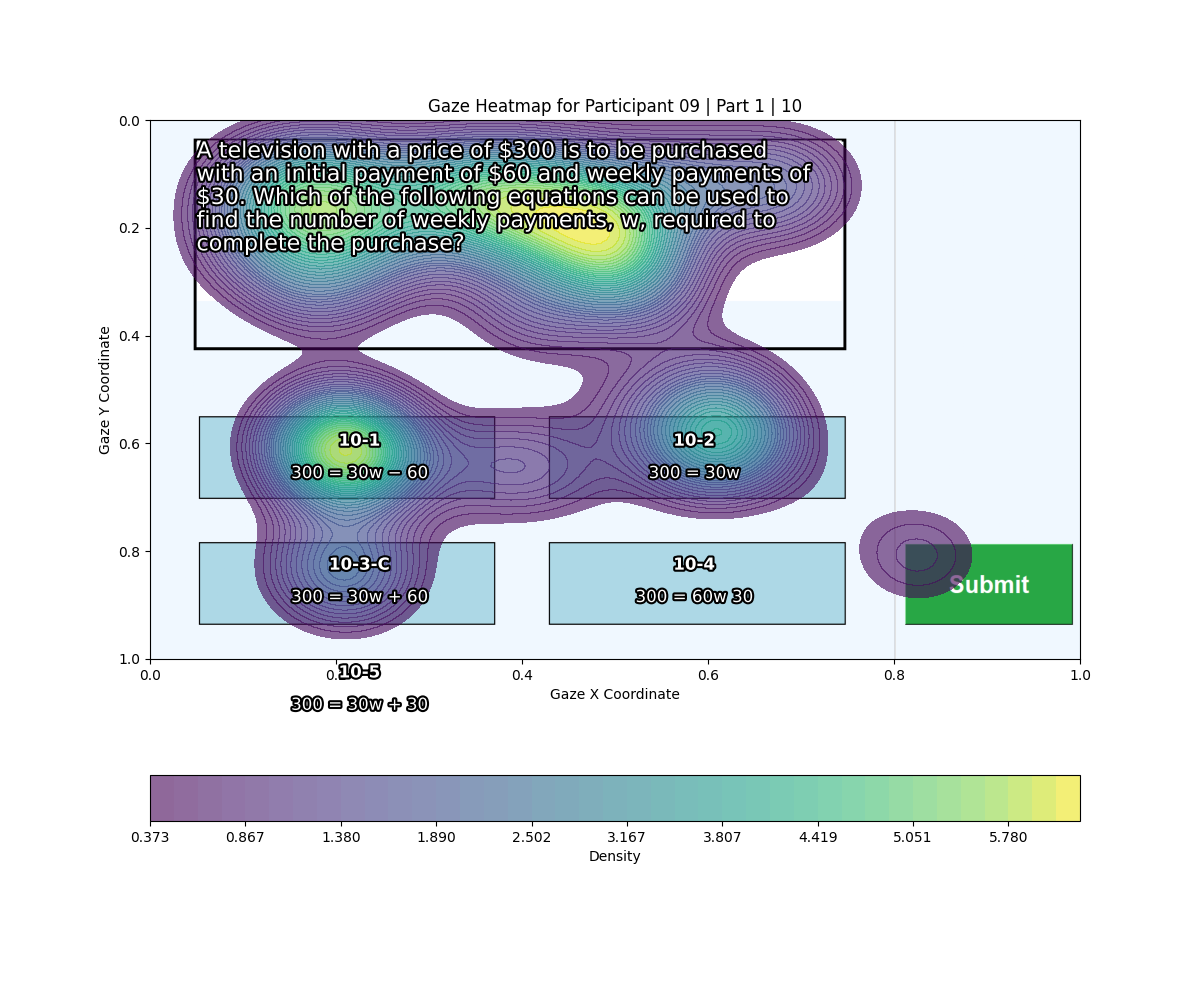 Gaze Heatmap for Participant 09 | Part 1 | 10
0.0
0.2
0.4
0.6
0.8
1.0
Gaze Y Coordinate
A television with a price of $300 is to be purchased
with an initial payment of $60 and weekly payments of
$30. Which of the following equations can be used to
find the number of weekly payments, w, required to
complete the purchase?
10-1
300 = 30w − 60
10-2
300 = 30w
10-3-C
300 = 30w + 60
10-4
300 = 60w 30
Submit
0.0 0.2 0.4 0.6 0.8 1.0
10-5
Gaze X Coordinate
300 = 30w + 30
0.373 0.867 1.380 1.890 2.502 3.167 3.807 4.419 5.051 5.780
Density